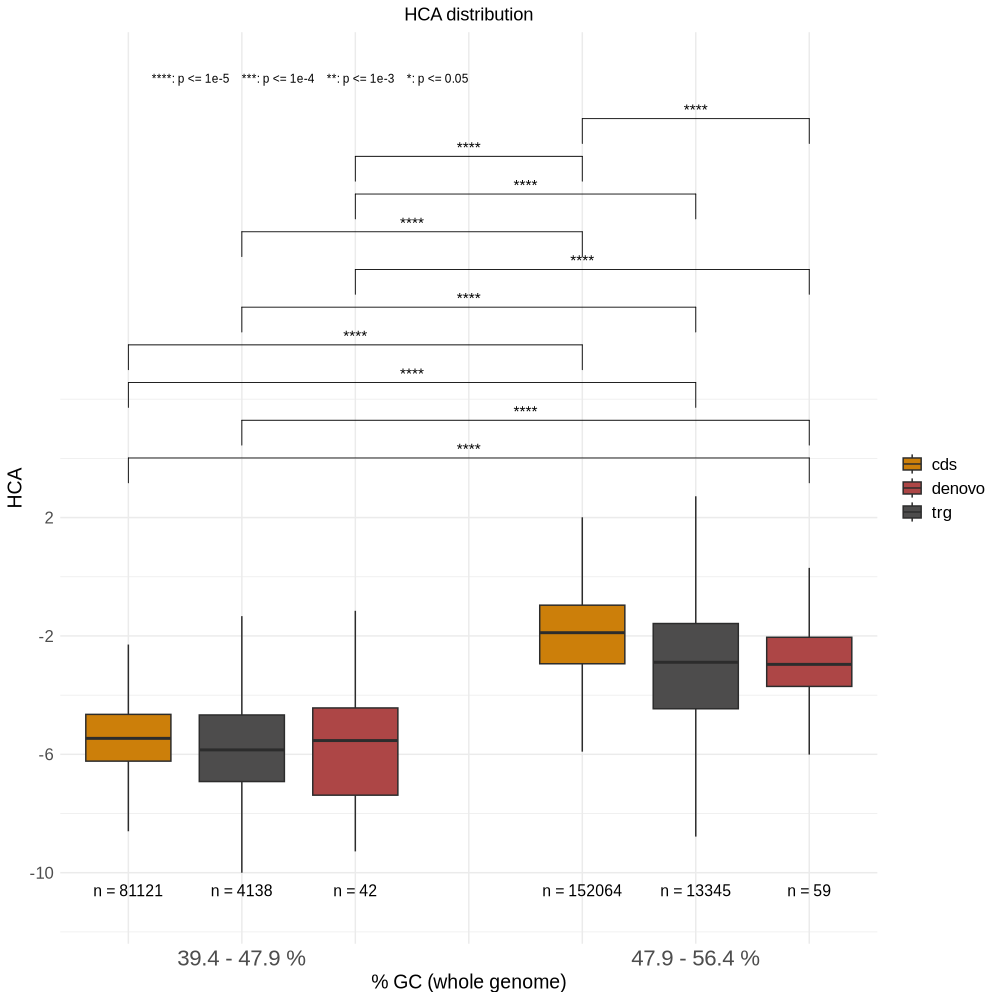 HCA distribution
****: p <= 1e-5 ***: p <= 1e-4 **: p <= 1e-3 *: p <= 0.05
****
****
****
****
****
****
****
****
****
****
HCA
2
-2
-6
-10
cds
denovo
trg
n = 81121 n = 4138 n = 42 n = 152064 n = 13345 n = 59
39.4 - 47.9 % 47.9 - 56.4 %
% GC (whole genome)